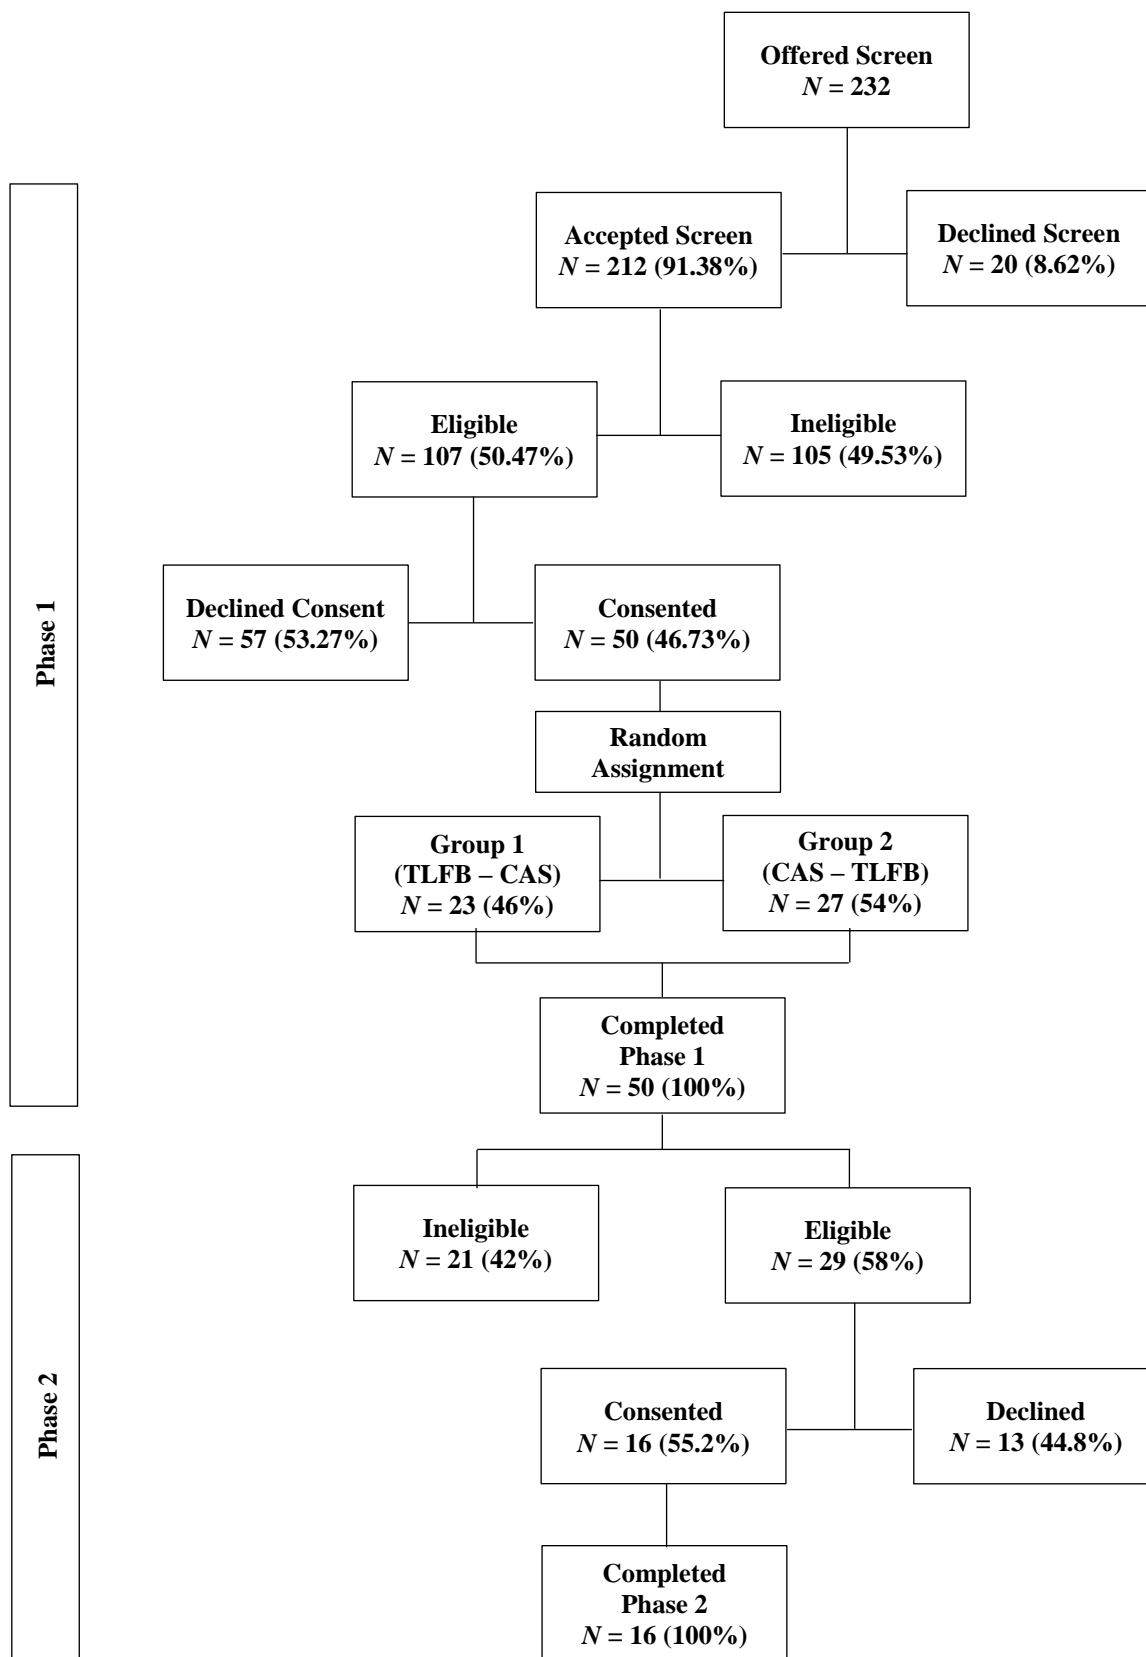 Offered Screen
N = 232
Accepted Screen
N = 212 (91.38%)
Declined Screen
N = 20 (8.62%)
Eligible
N = 107 (50.47%)
Ineligible
N = 105 (49.53%)
Declined Consent
N = 57 (53.27%)
Consented
N = 50 (46.73%)
Random
Assignment
Group 1
(TLFB – CAS)
N = 23 (46%)
Group 2
(CAS – TLFB)
N = 27 (54%)
Completed
Phase 1
N = 50 (100%)
Phase 1
Ineligible
N = 21 (42%)
Eligible
N = 29 (58%)
Consented
N = 16 (55.2%)
Declined
N = 13 (44.8%)
Completed
Phase 2
N = 16 (100%)
Phase 2